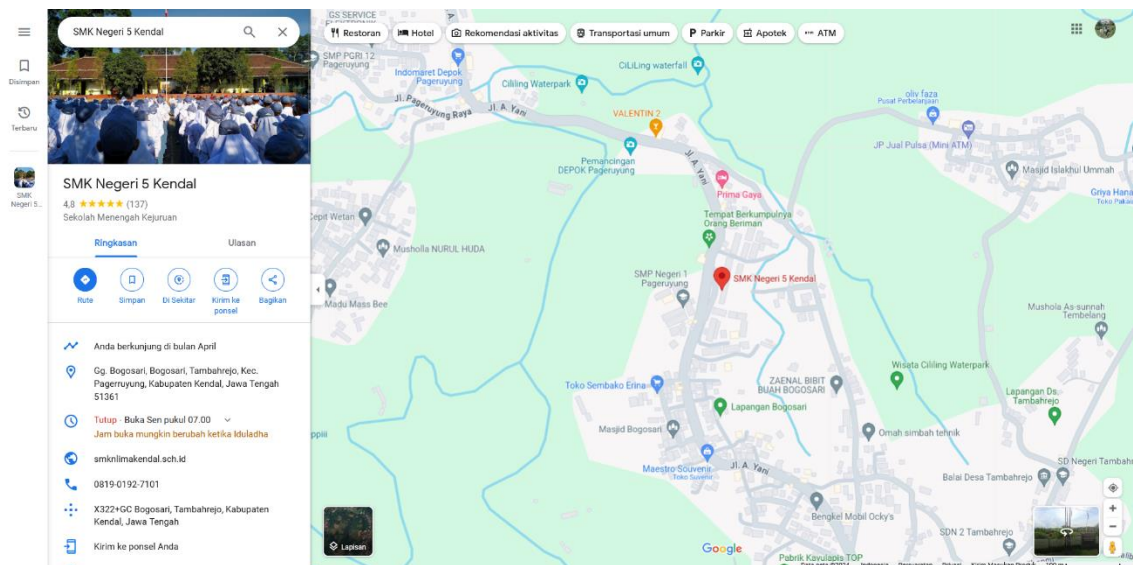 SMK Negeri 5 Kendal
Disimpan
Terbaru
SMK
Negeri 5...
SMK Negeri 5 Kendal
4,8 (137)
Sekolah Menengah Kejuruan
Ringkasan
Ulasan
Rute
Simpan
Di Sekitar
Kirim ke
ponsel
Bagikan
Anda berkunjung di bulan April
Gg. Bogosari, Bogosari, Tambahrejo, Kec.
Pagerruyung, Kabupaten Kendal, Jawa Tengah
51361
Tutup · Buka Sen pukul 07.00
Jam buka mungkin berubah ketika Iduladha
smknlimakendal.sch.id
0819-0192-7101
X322+GC Bogosari, Tambahrejo, Kabupaten
Kendal, Jawa Tengah
Kirim ke ponsel Anda
Restoran
Hotel
Rekomendasi aktivitas
Transportasi umum
Parkir
Apotek
ATM
GS SERVICE
SMP PGRI 12
Pageruyung
Indomaret Depok
Pageruyung
Cililing Waterpark
CiLiLing waterfall
oliv faza
Pusat Perbelanjaan
Jl. Pageruyung Raya
Jl. A. Yani
VALENTIN 2
JP Jual Pulsa (Mini ATM)
Jl. A. Yani
Pemancingan
DEPOK Pageruyung
Masjid Islakhul Ummah
Prima Gaya
Griya Hana
Cepit Wetan
Tempat Berkumpulnya
Orang Beriman
Musholla NURUL HUDA
SMP Negeri 1
Pageruyung
SMK Negeri 5 Kendal
Madu Mass Bee
Mushola As-sunnah
Tembelang
Wisata Cililing Waterpark
Toko Sembako Erina
ZAENAL BIBIT
BUAH BOGOSARI
Lapangan Ds.
Tambahrejo
Lapangan Bogosari
Masjid Bogosari
Omah simbah tehnik
Maestro Souvenir
Toko Suvenir
Jl. A. Yani
SD Negeri Tambahr
Balai Desa Tambahrejo
Bengkel Mobil Ocky's
SDN 2 Tambahrejo
Lapisan
Google
Pabrik Kavulapis TOP